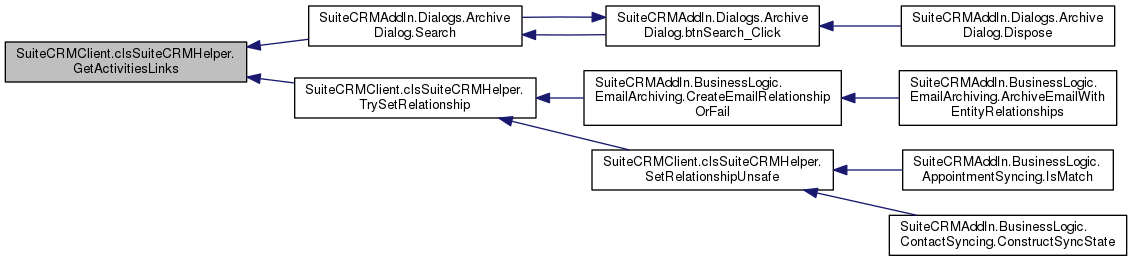 SuiteCRMClient.clsSuiteCRMHelper.
GetActivitiesLinks
SuiteCRMAddIn.Dialogs.Archive
Dialog.Search
SuiteCRMAddIn.Dialogs.Archive
Dialog.btnSearch_Click
SuiteCRMAddIn.Dialogs.Archive
Dialog.Dispose
SuiteCRMClient.clsSuiteCRMHelper.
TrySetRelationship
SuiteCRMAddIn.BusinessLogic.
EmailArchiving.CreateEmailRelationship
OrFail
SuiteCRMAddIn.BusinessLogic.
EmailArchiving.ArchiveEmailWith
EntityRelationships
SuiteCRMClient.clsSuiteCRMHelper.
SetRelationshipUnsafe
SuiteCRMAddIn.BusinessLogic.
AppointmentSyncing.IsMatch
SuiteCRMAddIn.BusinessLogic.
ContactSyncing.ConstructSyncState